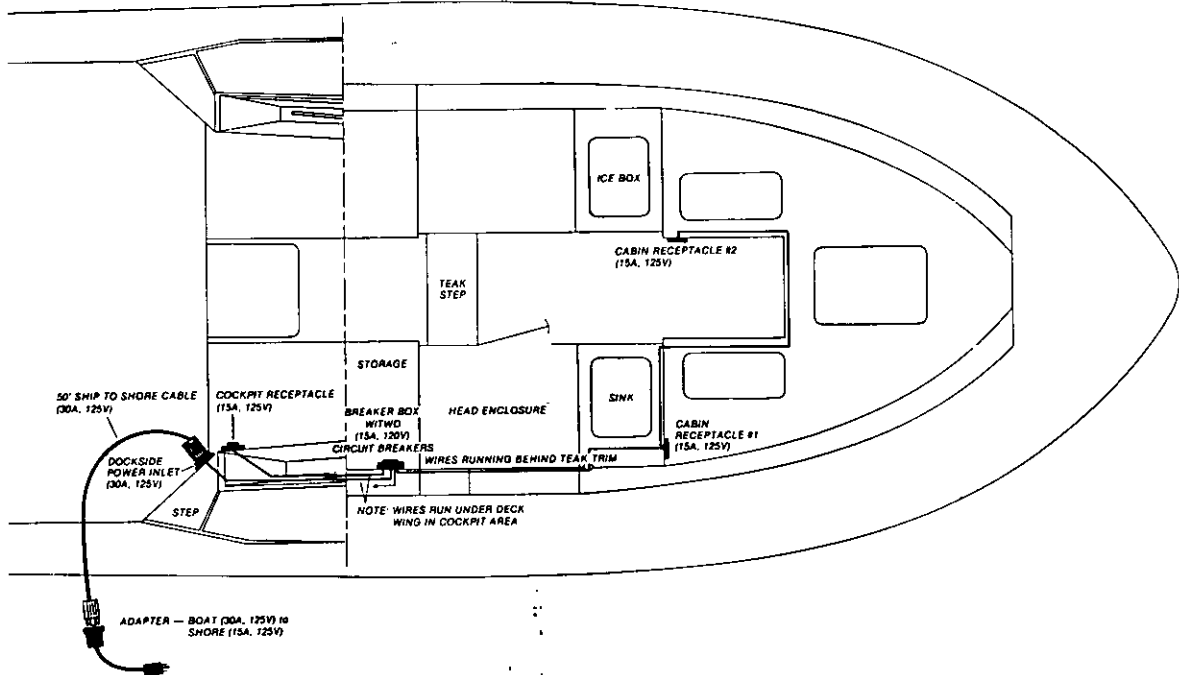 ICE BOX
CABIN RECEPTACLE #2
(15A, 125V)
TEAK
STEP
STORAGE
50' SHIP TO SHORE CABLE
(30A, 125V)
COCKPIT RECEPTACLE
(15A, 125V)
BREAKER BOX
WITWO
(15A, 120V)
CIRCUIT BREAKERS
HEAD ENCLOSURE
SINK
CABIN
RECEPTACLE #1
(15A, 125V)
WIRES RUNNING BEHIND TEAK TRIM
DOCKSIDE
POWER INLET
(30A, 125V)
STEP
NOTE: WIRES RUN UNDER DECK
WING IN COCKPIT AREA
ADAPTER — BOAT (30A, 125V) to
SHORE (15A, 125V)